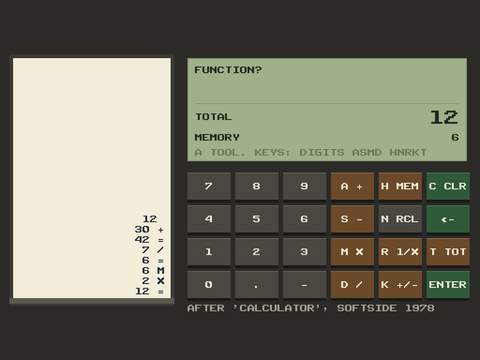 12
30 +
42 =
7 /
6 =
6 M
2 X
12 =
FUNCTION?
TOTAL 12
MEMORY 6
A TOOL. KEYS: DIGITS ASMD HNRKT
7 8 9 A + H MEM C CLR
4 5 6 S - N RCL <-
1 2 3 M X R 1/X T TOT
0 . - D / K +/- ENTER
AFTER 'CALCULATOR', SOFTSIDE 1978